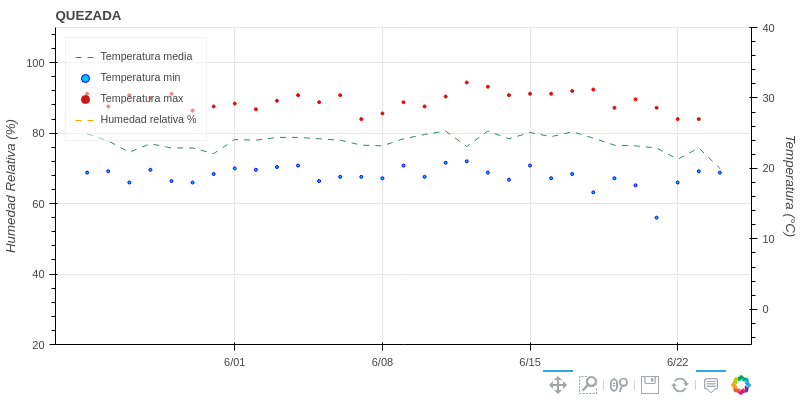 QUEZADA
Temperatura media
Temperatura min
Temperatura max
Humedad relativa %
Humedad Relativa (%)
100
80
60
40
20
Temperatura (°C)
40
30
20
10
0
6/01
6/08
6/15
6/22